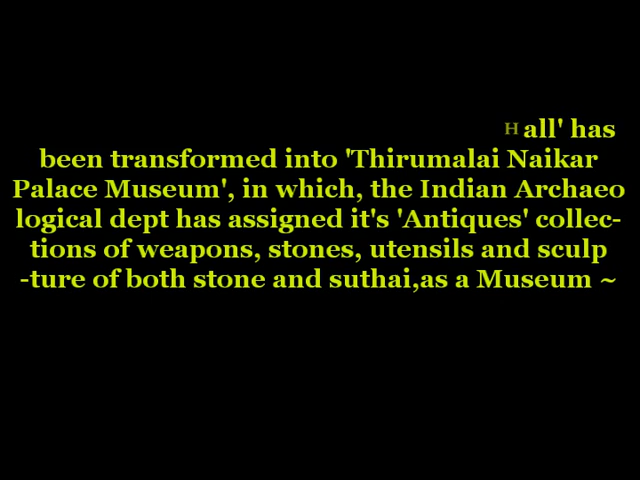 Hall' has
been transformed into 'Thirumalai Naikar
Palace Museum', in which, the Indian Archaeo
logical dept has assigned it's 'Antiques' collec-
tions of weapons, stones, utensils and sculp
-ture of both stone and suthai,as a Museum ~